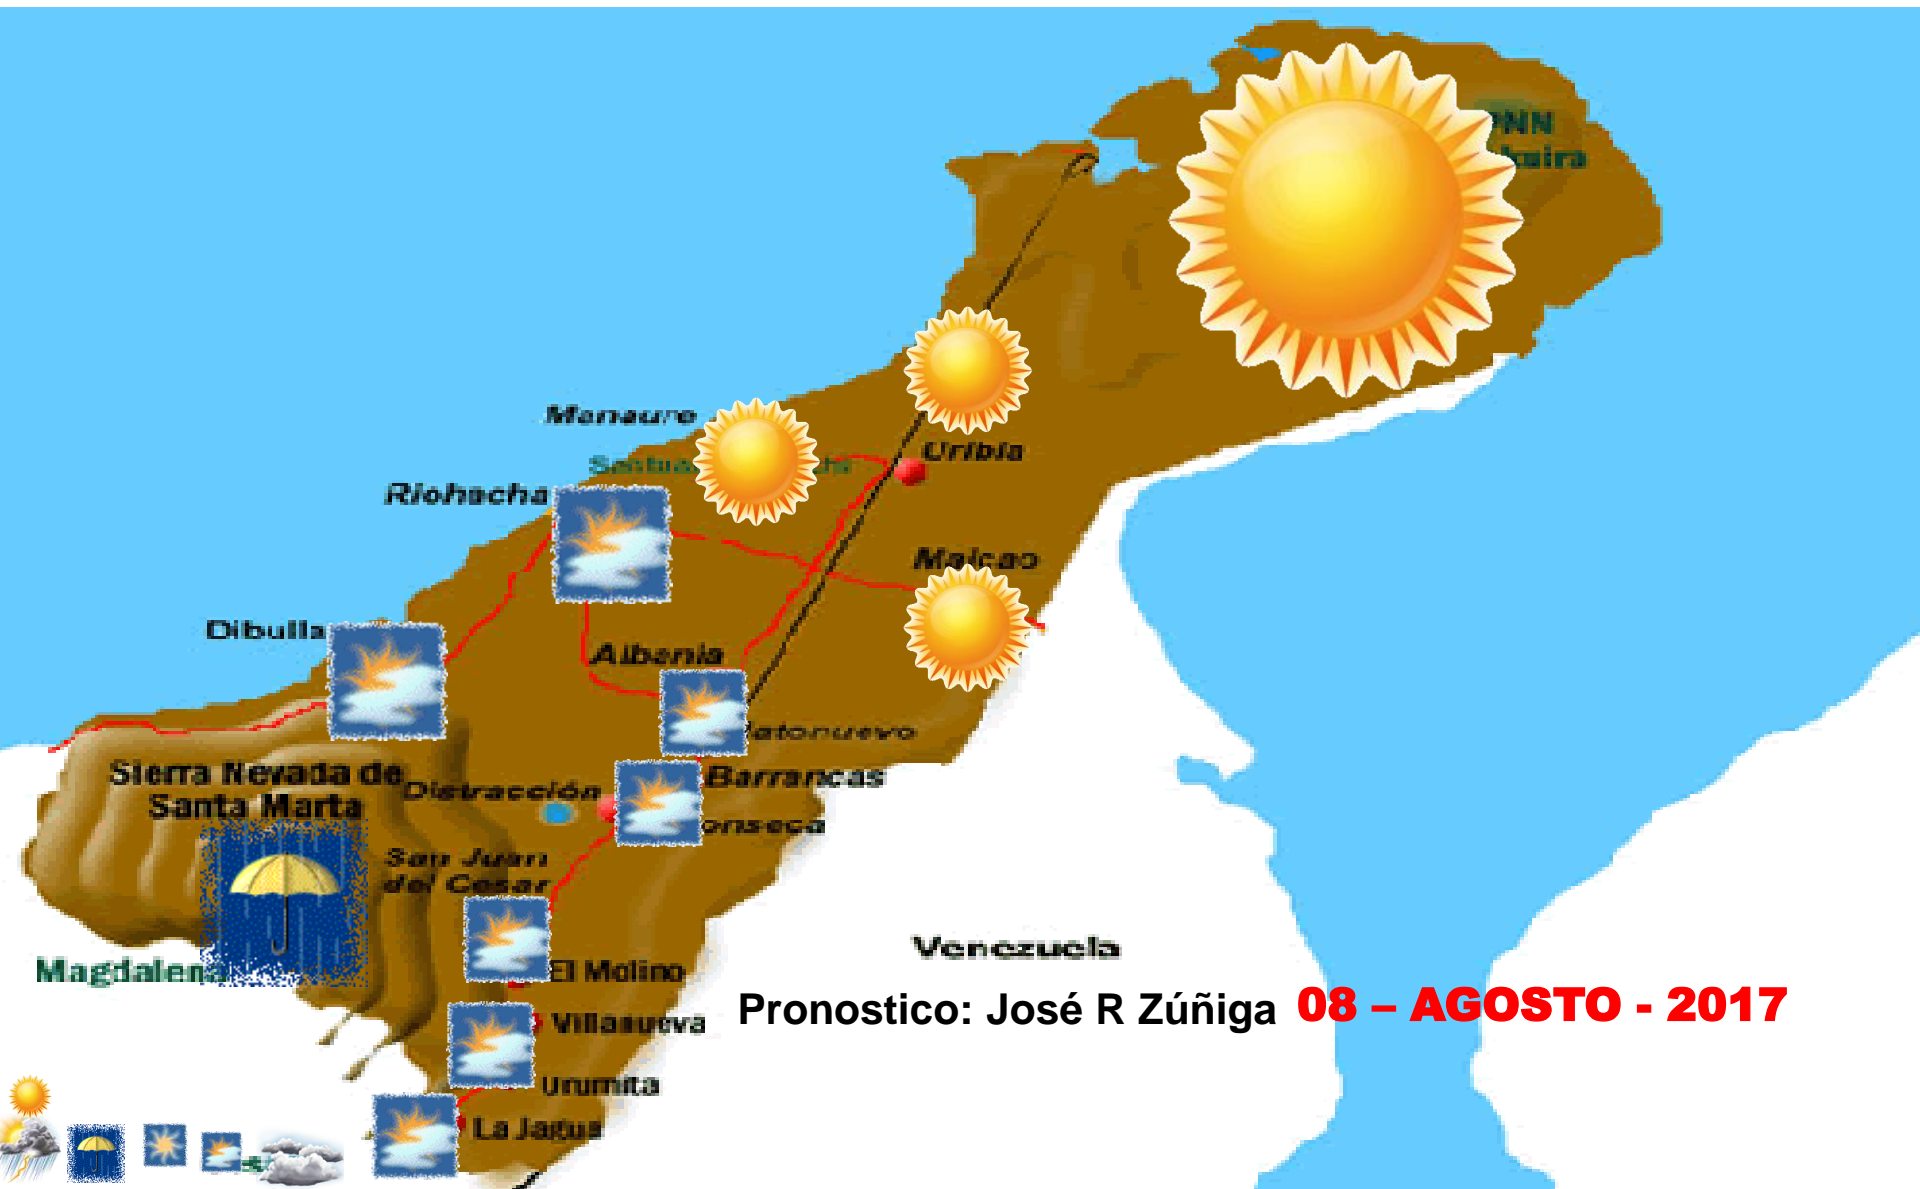 PNN
Manaure
Uribia
Riohacha
Maicao
Dibulla
Albania
Sierra Nevada de
Santa Marta
Distracción
Barrancas
San Juan
del Cesar
Venezuela
Magdalena
El Molino
Pronostico: José R Zúñiga 08 – AGOSTO - 2017
Villanueva
Urumita
La Jagua